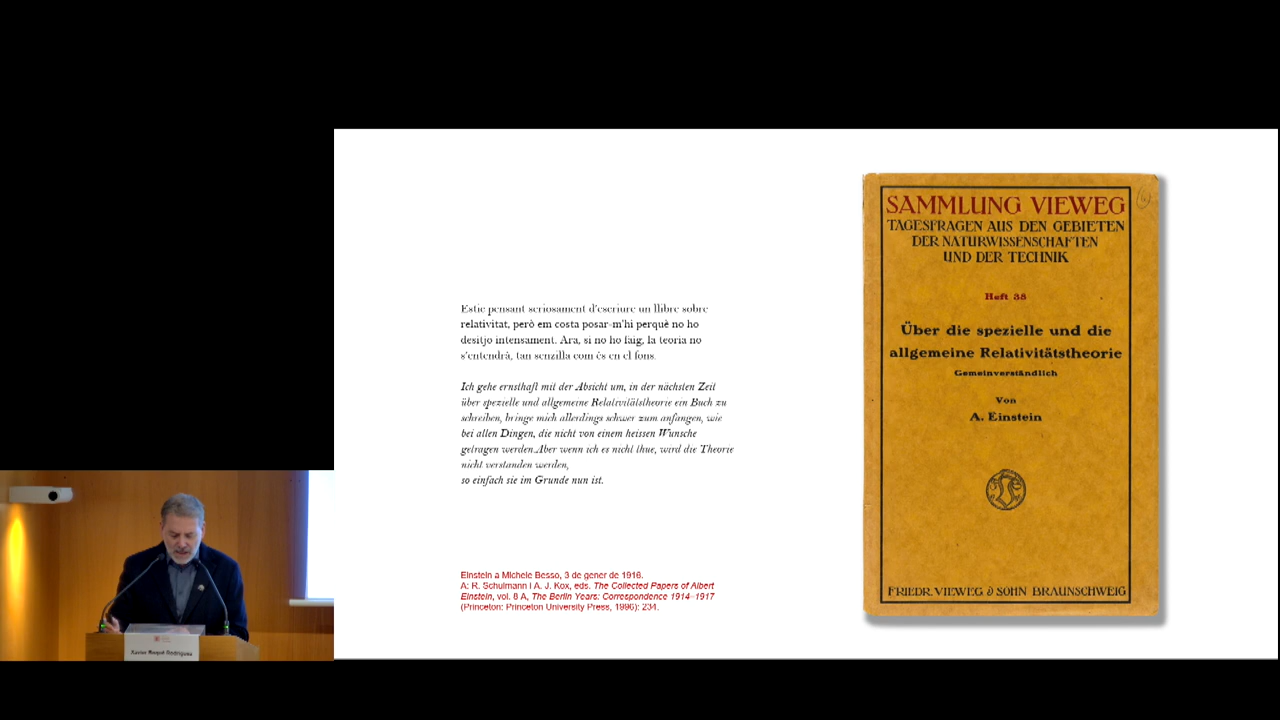 Estic pensant seriosament d'escriure un llibre sobre
relativitat, però em costa posar-m'hi perquè no ho
desitjo intensament. Ara, si no ho faig, la teoria no
s'entendrà, tan senzilla com és en el fons.
Ich gehe ernsthaft mit der Absicht um, in der nächsten Zeit
über spezielle und allgemeine Relativitätstheorie ein Buch zu
schreiben, bringe mich allerdings schwer zum anfangen, wie
bei allen Dingen, die nicht von einem heissen Wunsche
getragen werden.Aber wenn ich es nicht thue, wird die Theorie
nicht verstanden werden,
so einfach sie im Grunde nun ist.
Einstein a Michele Besso, 3 de gener de 1916.
A: R. Schulmann i A. J. Kox, eds. The Collected Papers of Albert
Einstein, vol. 8 A, The Berlin Years: Correspondence 1914–1917
(Princeton: Princeton University Press, 1996): 234.
SAMMLUNG VIEWEG
TAGESFRAGEN AUS DEN GEBIETEN
DER NATURWISSENSCHAFTEN
UND DER TECHNIK
Heft 38
Über die spezielle und die
allgemeine Relativitätstheorie
Gemeinverständlich
Von
A. Einstein
FRIEDR. VIEWEG & SOHN BRAUNSCHWEIG
Xavier Roqué Rodríguez